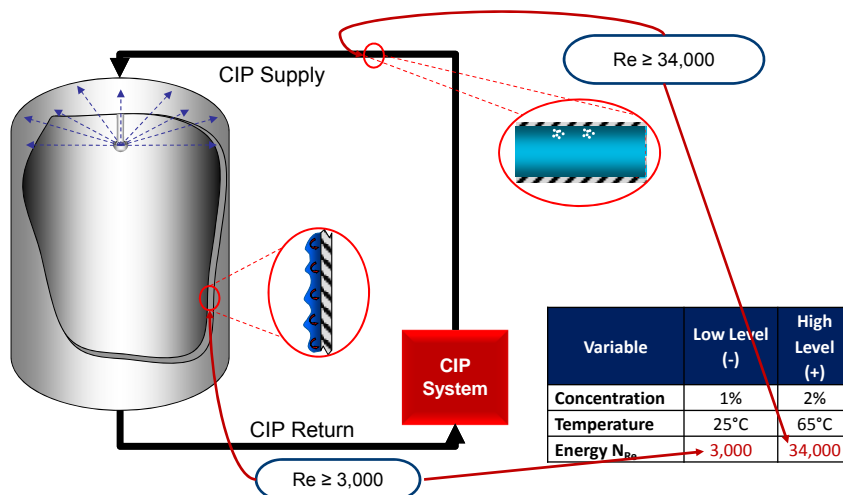 Re ≥ 34,000
CIP Supply
CIP
System
CIP Return
Re ≥ 3,000
Variable
Low Level
(-)
High
Level
(+)
Concentration
1%
2%
Temperature
25°C
65°C
Energy N_Re
3,000
34,000